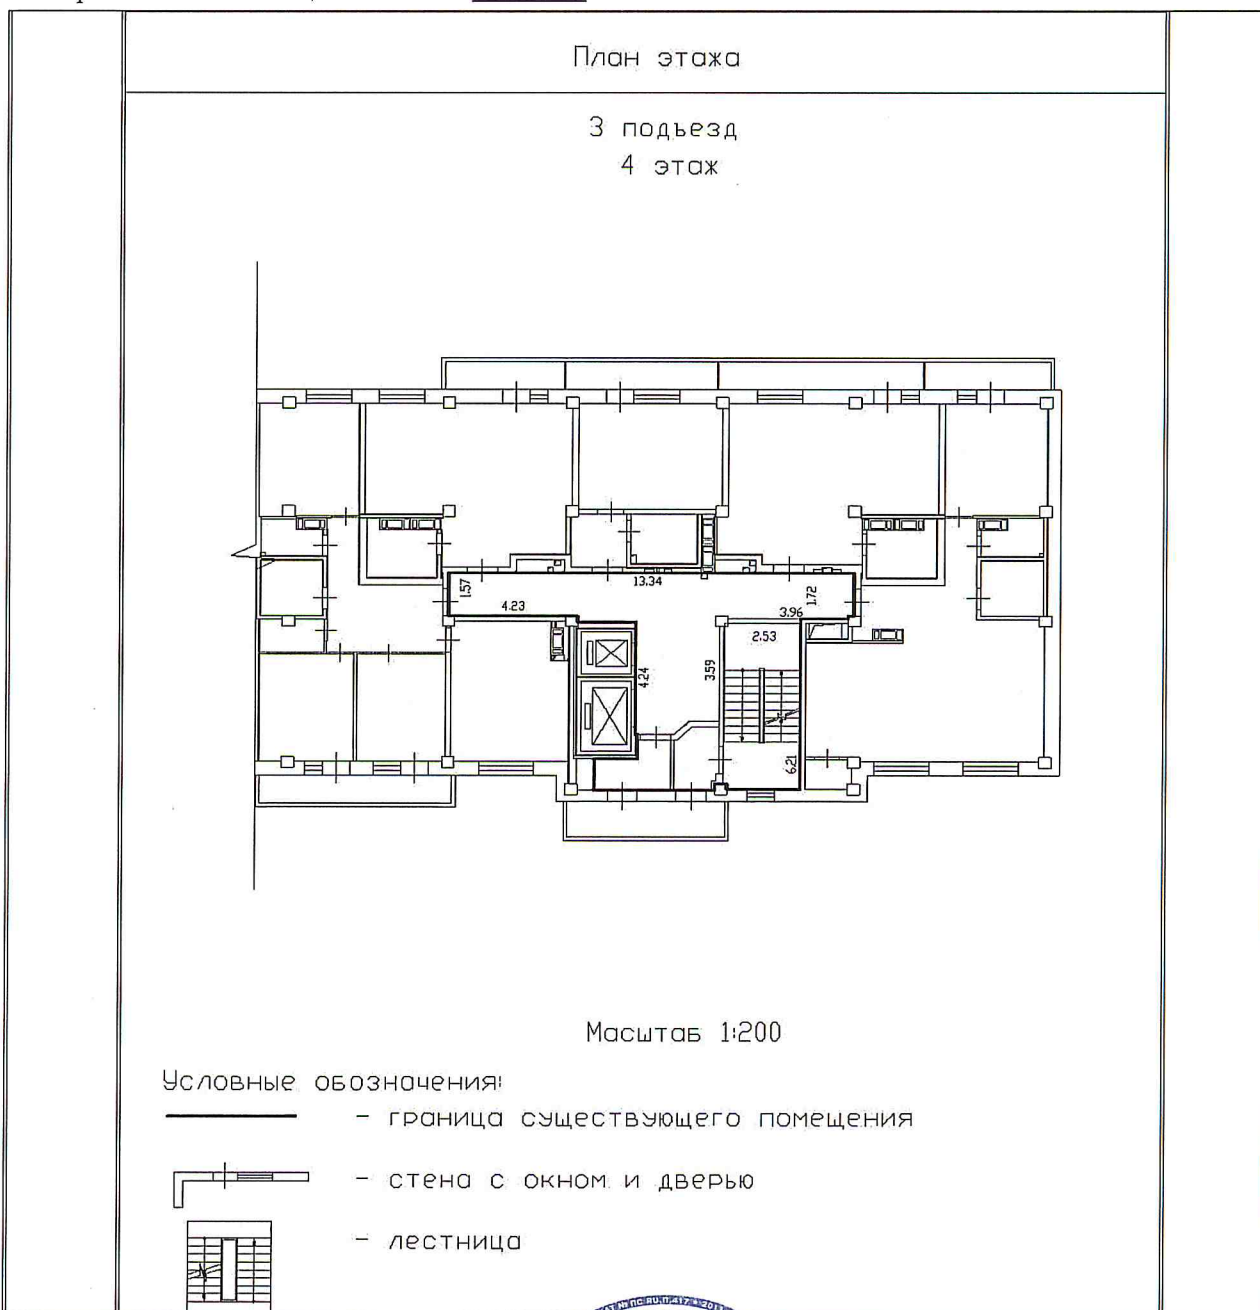 План этажа
3 подьезд
4 этаж
13.34
1.57
4.23
1.72
3.96
2.53
4.24
3.59
6.21
Масштаб 1:200
Условные обозначения:
- граница существующего помещения
- стена с окном и дверью
- лестница